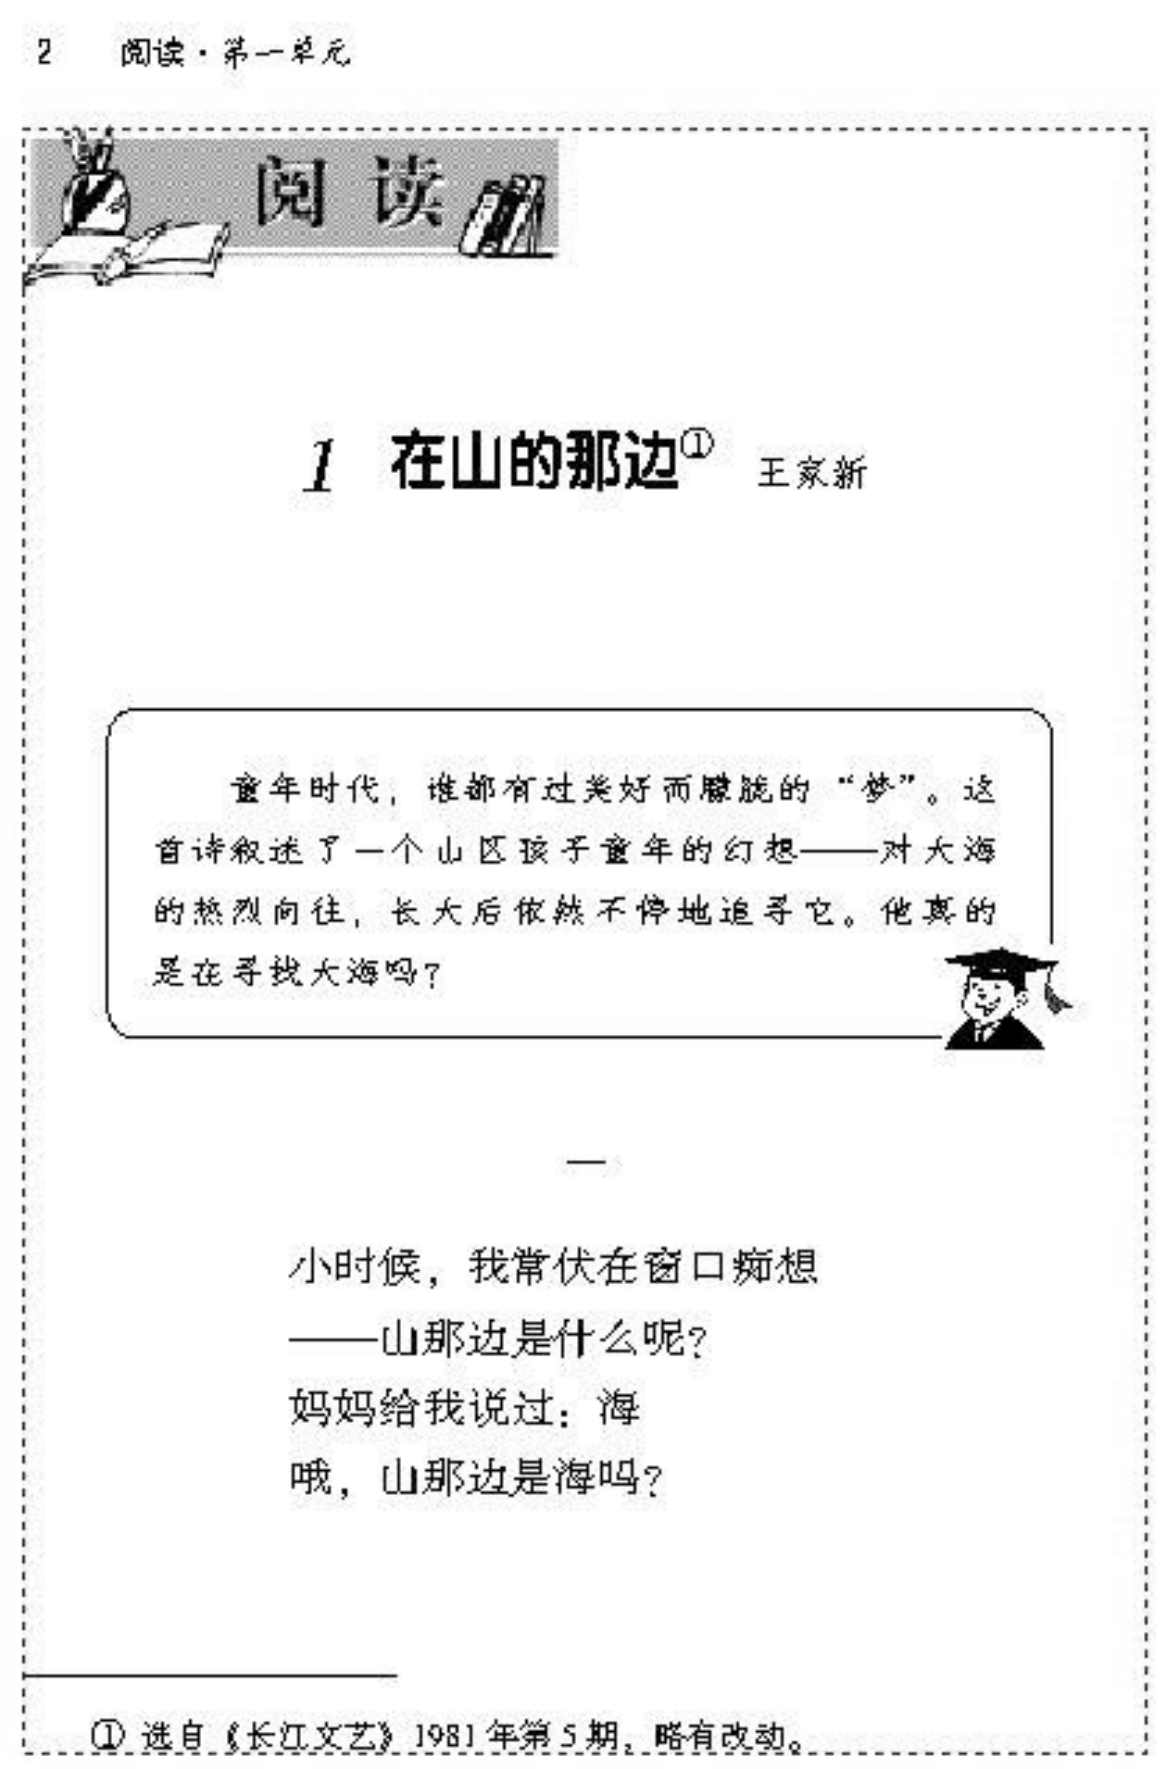 2 阅读·第一单元
阅读
1 在山的那边① 王家新
童年时代，谁都有过美好而朦胧的“梦”。这
首诗叙述了一个山区孩子童年的幻想——对大海
的热烈向往，长大后依然不停地追寻它。他真的
是在寻找大海吗？
一
小时候，我常伏在窗口痴想
——山那边是什么呢？
妈妈给我说过：海
哦，山那边是海吗？
① 选自《长江文艺》1981年第5期，略有改动。